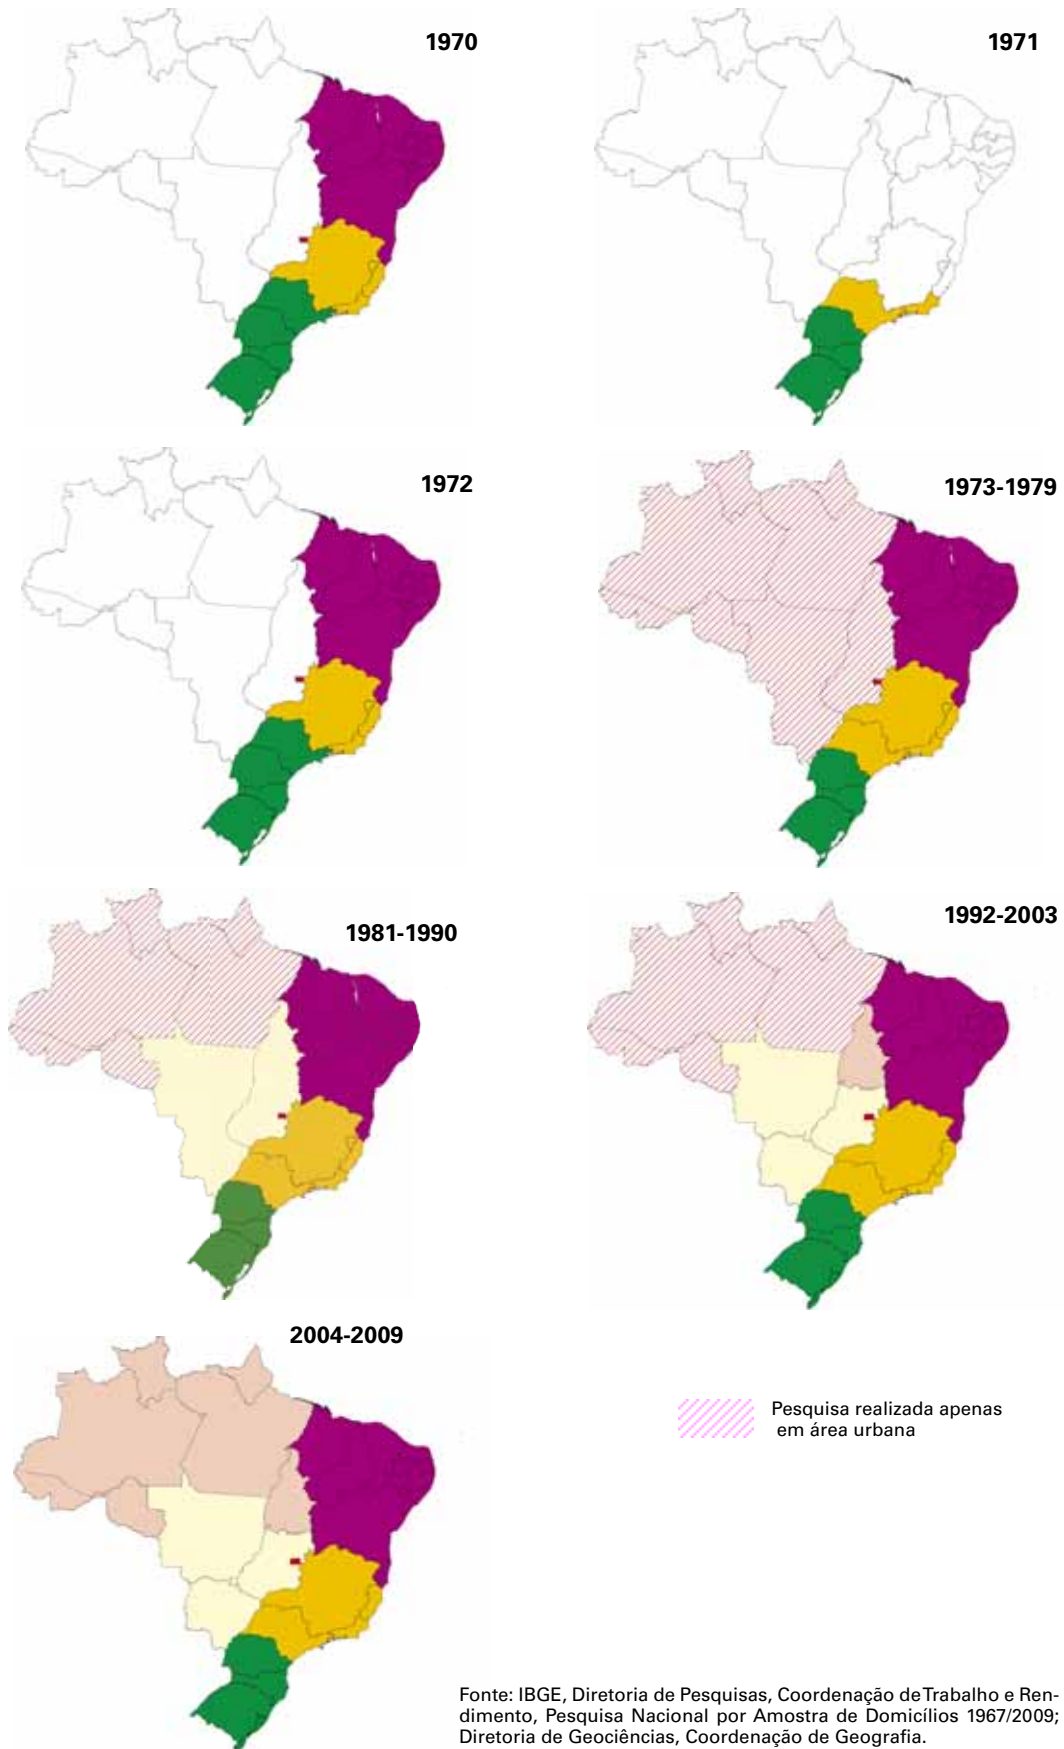 1970
1971
1972
1973-1979
1981-1990
1992-2003
2004-2009
Pesquisa realizada apenas
em área urbana
Fonte: IBGE, Diretoria de Pesquisas, Coordenação de Trabalho e Ren-
dimento, Pesquisa Nacional por Amostra de Domicílios 1967/2009;
Diretoria de Geociências, Coordenação de Geografia.